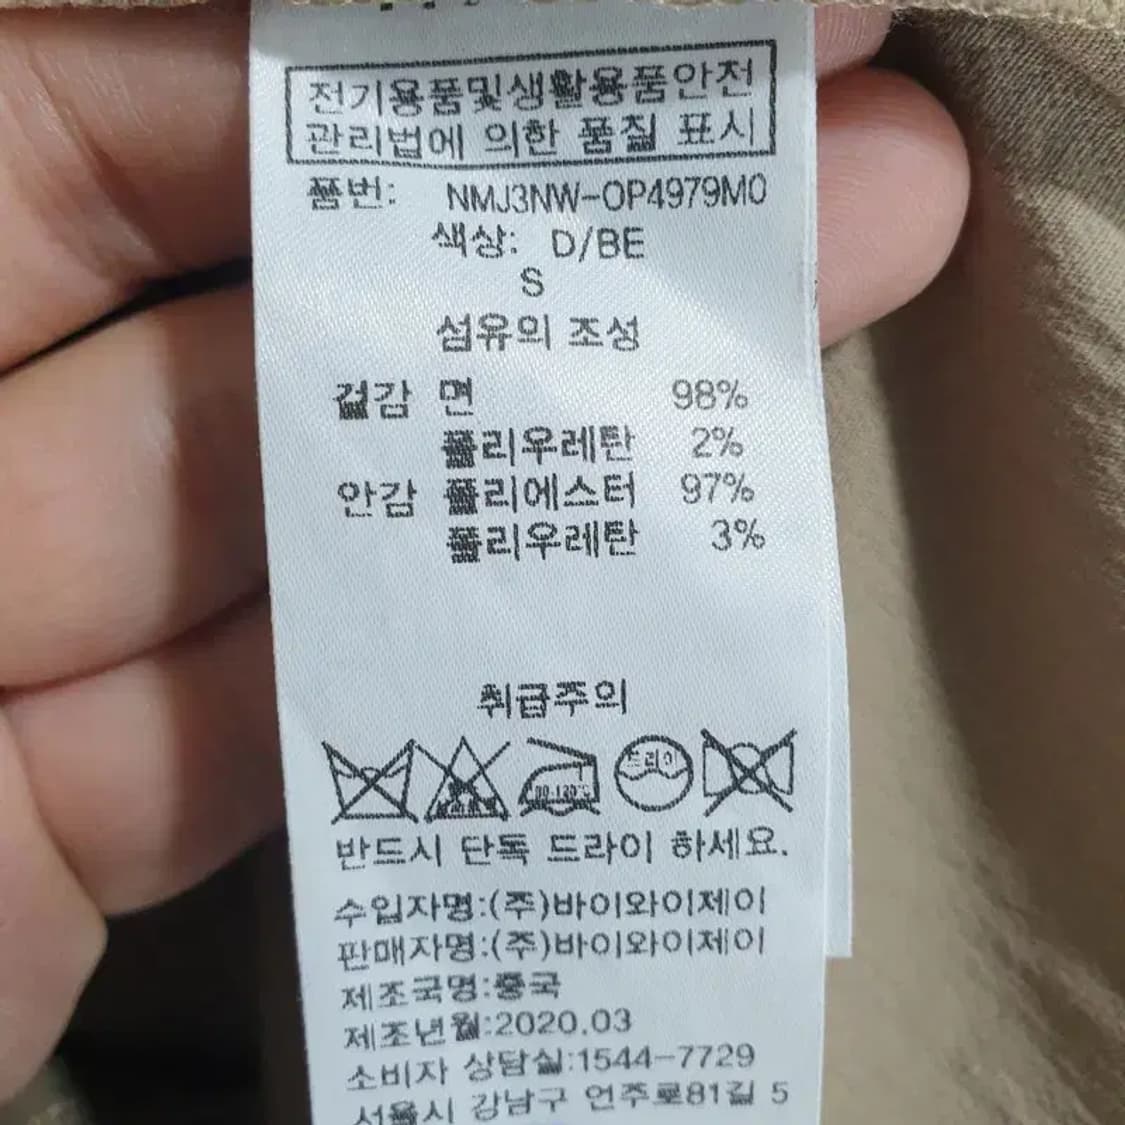 전기용품및생활용품안전
관리법에 의한 품질 표시
품번: NMJ3NW-OP4979M0
색상: D/BE
S
섬유의 조성
겉감 면 98%
폴리우레탄 2%
안감 폴리에스터 97%
폴리우레탄 3%
취급주의
드라이
80-120℃
반드시 단독 드라이 하세요.
수입자명:(주)바이와이제이
판매자명:(주)바이와이제이
제조국명:중국
제조년월:2020.03
소비자 상담실:1544-7729
서울시 강남구 언주로81길 5